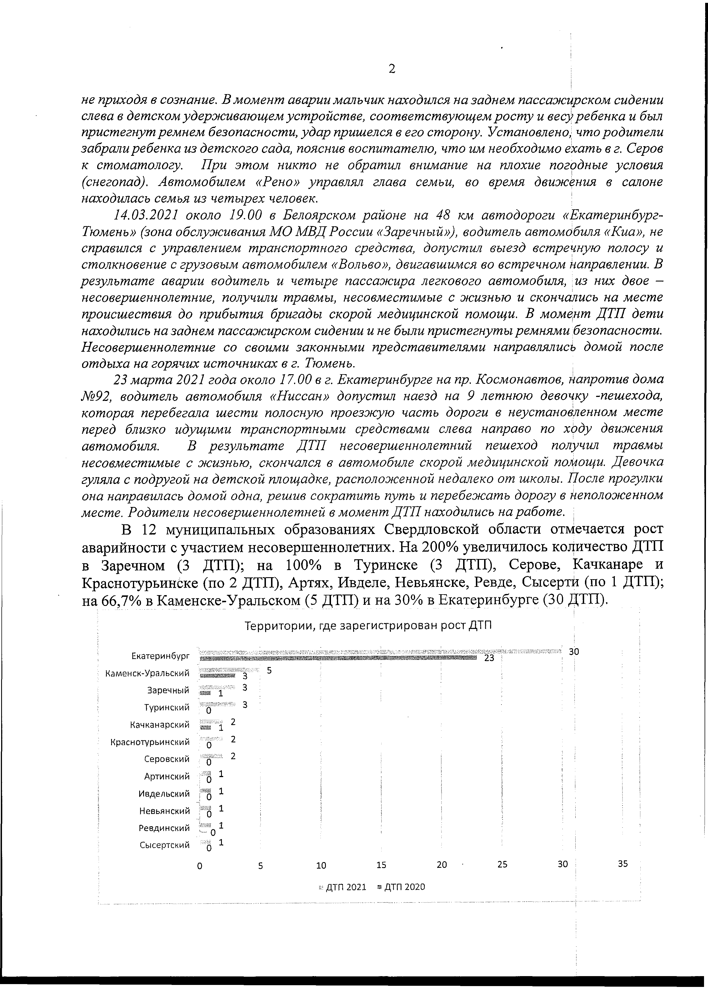 2
не приходя в сознание. В момент аварии мальчик находился на заднем пассажирском сидении
слева в детском удерживающем устройстве, соответствующем росту и весу ребенка и был
пристегнут ремнем безопасности, удар пришелся в его сторону. Установлено, что родители
забрали ребенка из детского сада, пояснив воспитателю, что им необходимо ехать в г. Серов
к стоматологу. При этом никто не обратил внимание на плохие погодные условия
(снегопад). Автомобилем «Рено» управлял глава семьи, во время движения в салоне
находилась семья из четырех человек.
14.03.2021 около 19.00 в Белоярском районе на 48 км автодороги «Екатеринбург-
Тюмень» (зона обслуживания МО МВД России «Заречный»), водитель автомобиля «Киа», не
справился с управлением транспортного средства, допустил выезд встречную полосу и
столкновение с грузовым автомобилем «Вольво», двигавшимся во встречном направлении. В
результате аварии водитель и четыре пассажира легкового автомобиля, из них двое –
несовершеннолетние, получили травмы, несовместимые с жизнью и скончались на месте
происшествия до прибытия бригады скорой медицинской помощи. В момент ДТП дети
находились на заднем пассажирском сидении и не были пристегнуты ремнями безопасности.
Несовершеннолетние со своими законными представителями направлялись домой после
отдыха на горячих источниках в г. Тюмень.
23 марта 2021 года около 17.00 в г. Екатеринбурге на пр. Космонавтов, напротив дома
№92, водитель автомобиля «Ниссан» допустил наезд на 9 летнюю девочку -пешехода,
которая перебегала шести полосную проезжую часть дороги в неустановленном месте
перед близко идущими транспортными средствами слева направо по ходу движения
автомобиля. В результате ДТП несовершеннолетний пешеход получил травмы
несовместимые с жизнью, скончался в автомобиле скорой медицинской помощи. Девочка
гуляла с подругой на детской площадке, расположенной недалеко от школы. После прогулки
она направилась домой одна, решив сократить путь и перебежать дорогу в неположенном
месте. Родители несовершеннолетней в момент ДТП находились на работе.
В 12 муниципальных образованиях Свердловской области отмечается рост
аварийности с участием несовершеннолетних. На 200% увеличилось количество ДТП
в Заречном (3 ДТП); на 100% в Туринске (3 ДТП), Серове, Качканаре и
Краснотурьинске (по 2 ДТП), Артях, Ивделе, Невьянске, Ревде, Сысерти (по 1 ДТП);
на 66,7% в Каменске-Уральском (5 ДТП) и на 30% в Екатеринбурге (30 ДТП).
Территории, где зарегистрирован рост ДТП
Екатеринбург 30 23
Каменск-Уральский 5 3
Заречный 3 1
Туринский 3 0
Качканарский 2 1
Краснотурьинский 2 0
Серовский 2 0
Артинский 1 0
Ивдельский 1 0
Невьянский 1 0
Ревдинский 1 0
Сысертский 1 0
0 5 10 15 20 25 30 35
ДТП 2021 ДТП 2020